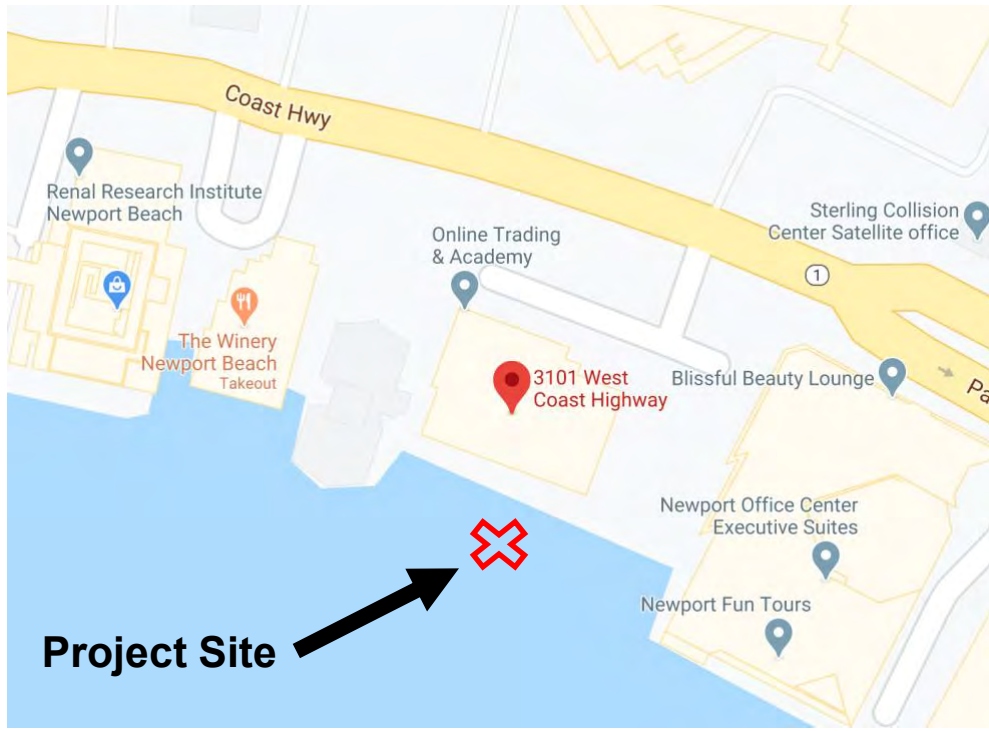 Coast Hwy
Renal Research Institute
Newport Beach
Sterling Collision
Center Satellite office
Online Trading
& Academy
1
The Winery
Newport Beach
Takeout
3101 West
Coast Highway
Blissful Beauty Lounge
Pa
Newport Office Center
Executive Suites
Newport Fun Tours
Project Site